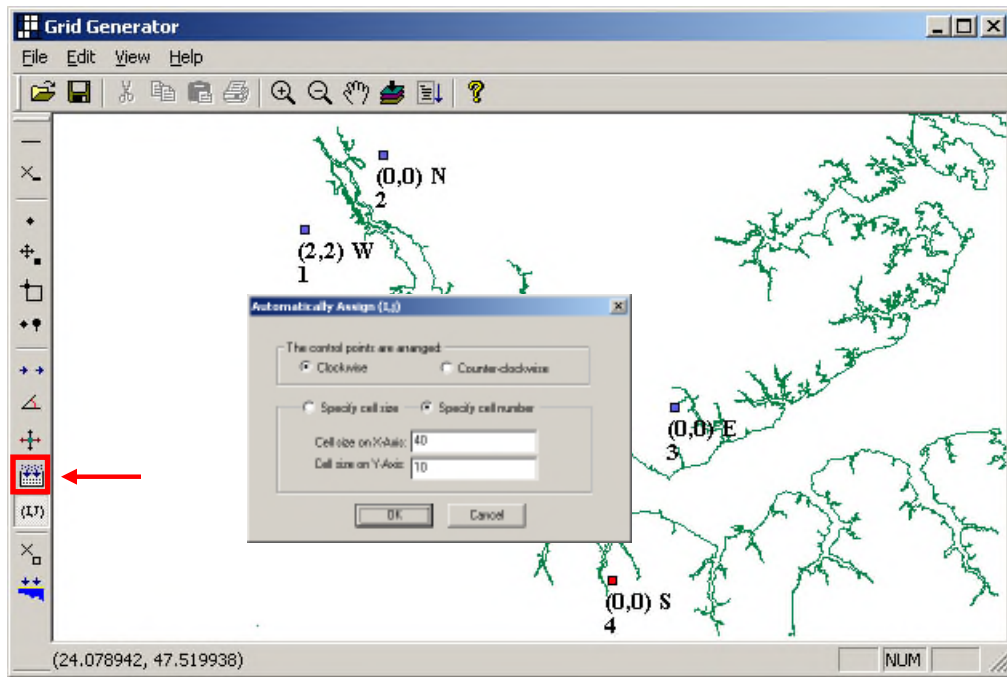 Grid Generator
File Edit View Help
(0,0) N
2
(2,2) W
1
Automatically Assign (I,j)
The control points are arranged:
Clockwise Counter-clockwise
Specify cell size Specify cell number
Cell size on X-Axis: 40
Cell size on Y-Axis: 10
OK Cancel
(0,0) E
3
(I,J)
(0,0) S
4
(24.078942, 47.519938) NUM